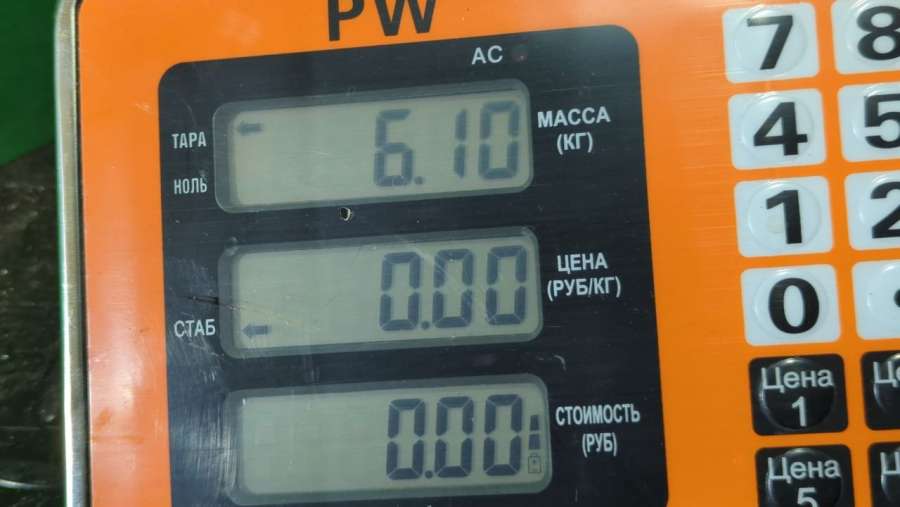 PW
AC
ТАРА
НОЛЬ
6.10
МАССА
(КГ)
0.00
ЦЕНА
(РУБ/КГ)
СТАБ
0.00
СТОИМОСТЬ
(РУБ)
7 8
4 5
1 2
0
Цена
1
Цена
5